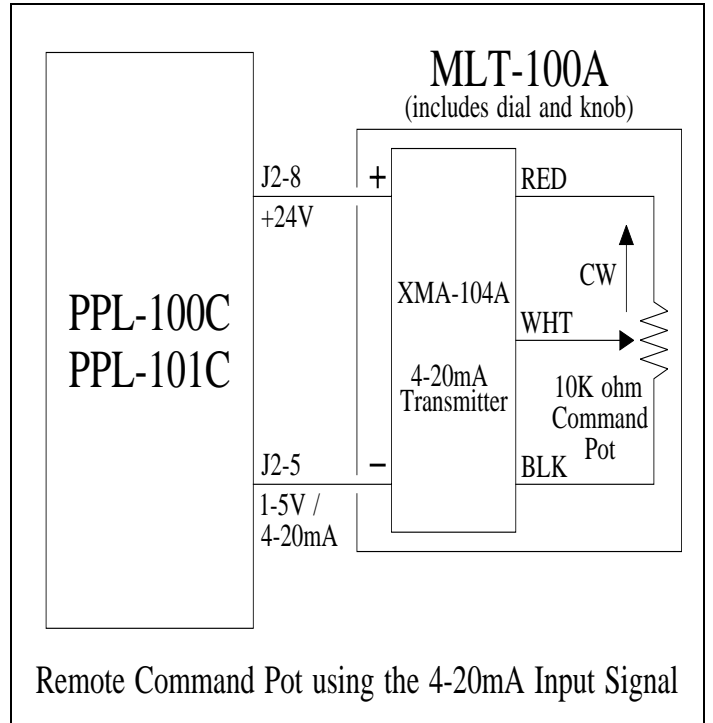 MLT-100A
(includes dial and knob)
J2-8
+
RED
+24V
CW
PPL-100C
PPL-101C
XMA-104A
WHT
4-20mA
Transmitter
10K ohm
Command
Pot
J2-5
−
BLK
1-5V /
4-20mA
Remote Command Pot using the 4-20mA Input Signal